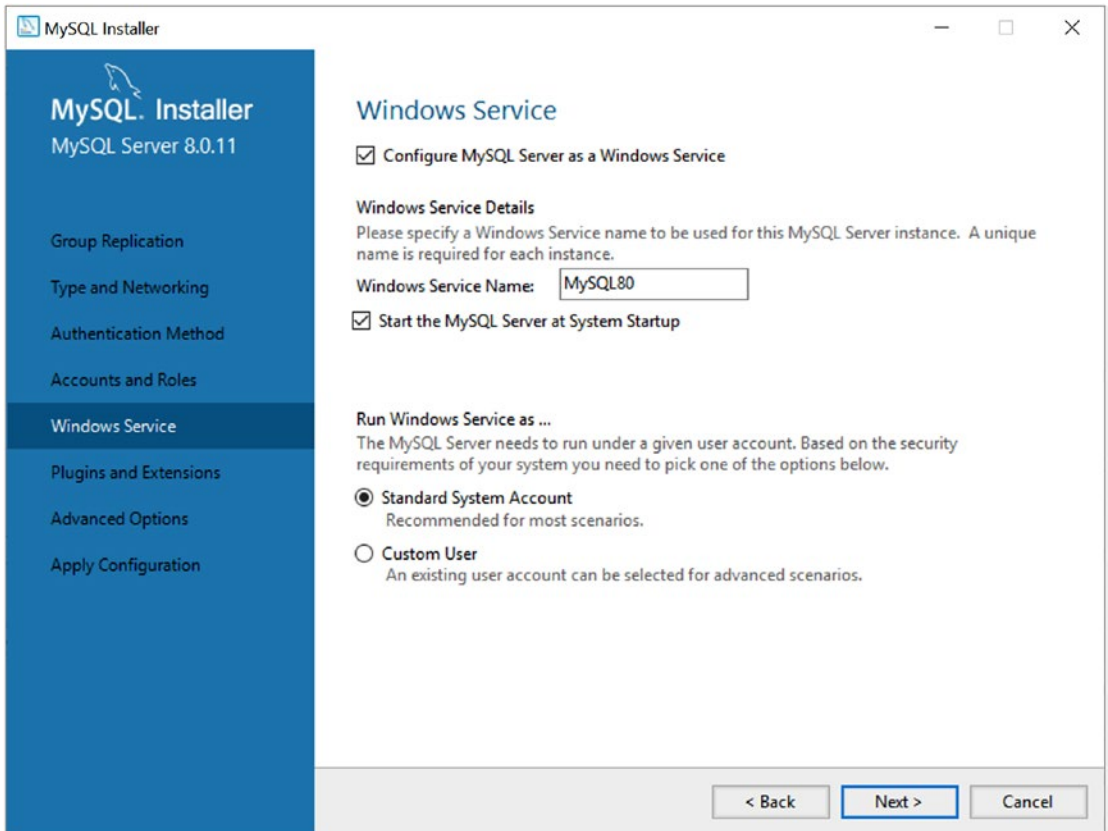 MySQL Installer
MySQL. Installer
MySQL Server 8.0.11
Group Replication
Type and Networking
Authentication Method
Accounts and Roles
Windows Service
Plugins and Extensions
Advanced Options
Apply Configuration
Windows Service
Configure MySQL Server as a Windows Service
Windows Service Details
Please specify a Windows Service name to be used for this MySQL Server instance. A unique
name is required for each instance.
Windows Service Name: MySQL80
Start the MySQL Server at System Startup
Run Windows Service as ...
The MySQL Server needs to run under a given user account. Based on the security
requirements of your system you need to pick one of the options below.
Standard System Account
Recommended for most scenarios.
Custom User
An existing user account can be selected for advanced scenarios.
< Back Next > Cancel